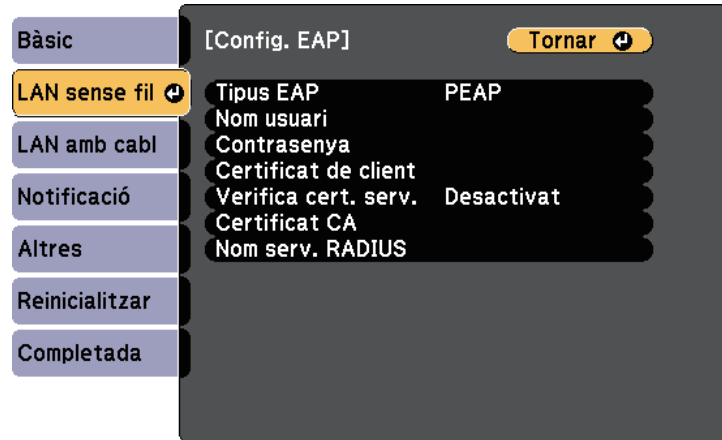 Bàsic
LAN sense fil
LAN amb cabl
Notificació
Altres
Reinicialitzar
Completada
[Config. EAP]
Tornar
Tipus EAP PEAP
Nom usuari
Contrasenya
Certificat de client
Verifica cert. serv. Desactivat
Certificat CA
Nom serv. RADIUS